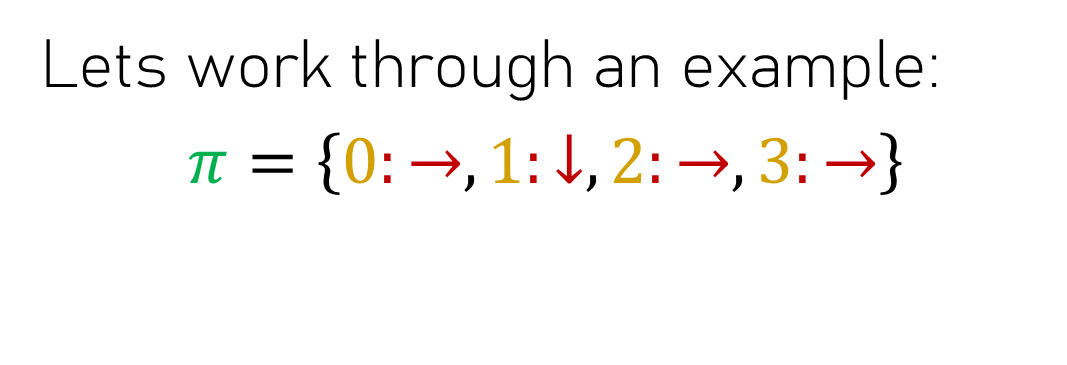 Lets work through an example:
π = {0: →, 1: ↓, 2: →, 3: →}